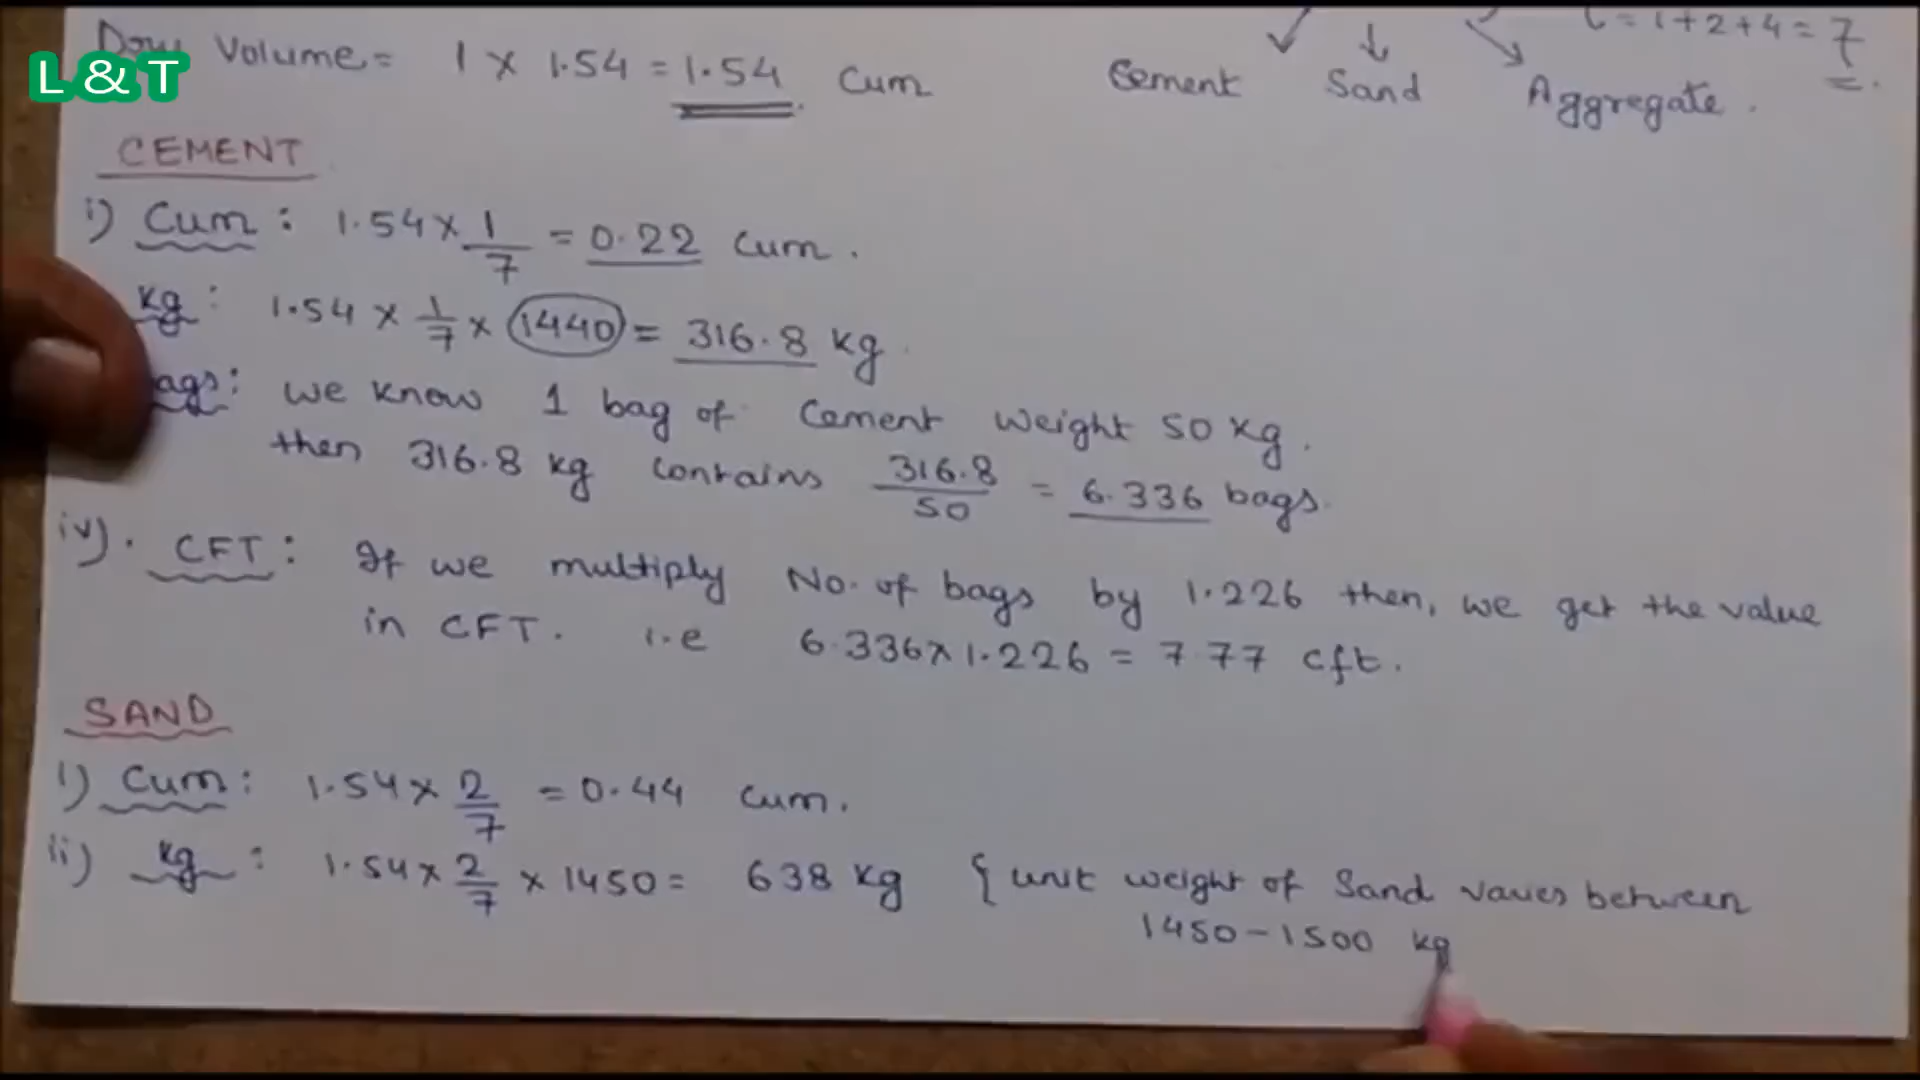 L & T
Dry Volume = 1 x 1.54 = 1.54 Cum
= 1+2+4 = 7
Cement Sand Aggregate.
CEMENT
i) Cum: 1.54 x 1/7 = 0.22 Cum.
kg: 1.54 x 1/7 x 1440 = 316.8 kg.
ags: we know 1 bag of Cement weight 50 kg.
then 316.8 kg contains 316.8/50 = 6.336 bags.
iv). CFT: If we multiply No. of bags by 1.226 then, we get the value
in CFT. i.e 6.336 x 1.226 = 7.77 cft.
SAND
i) Cum: 1.54 x 2/7 = 0.44 Cum.
ii) kg: 1.54 x 2/7 x 1450 = 638 kg { unit weight of Sand varies between
1450 - 1500 kg